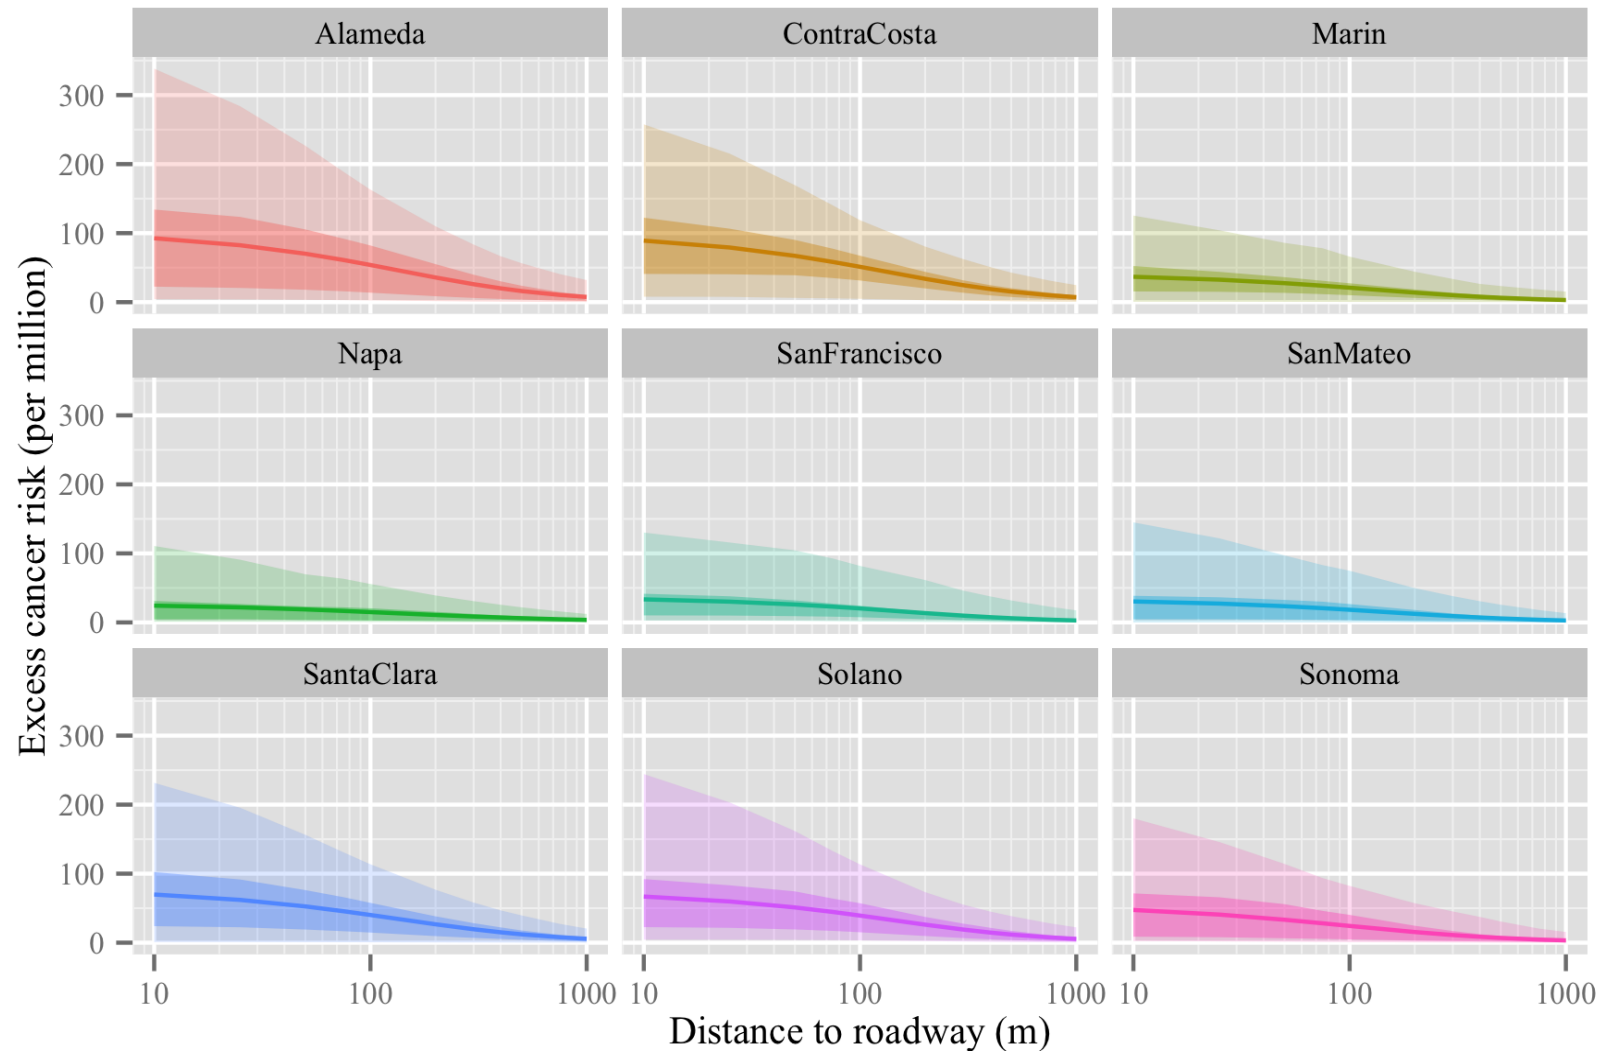 Alameda
ContraCosta
Marin
300
200
100
0
Napa
SanFrancisco
SanMateo
300
200
100
0
SantaClara
Solano
Sonoma
300
200
100
0
10
100
1000
10
100
1000
10
100
1000
Distance to roadway (m)
Excess cancer risk (per million)